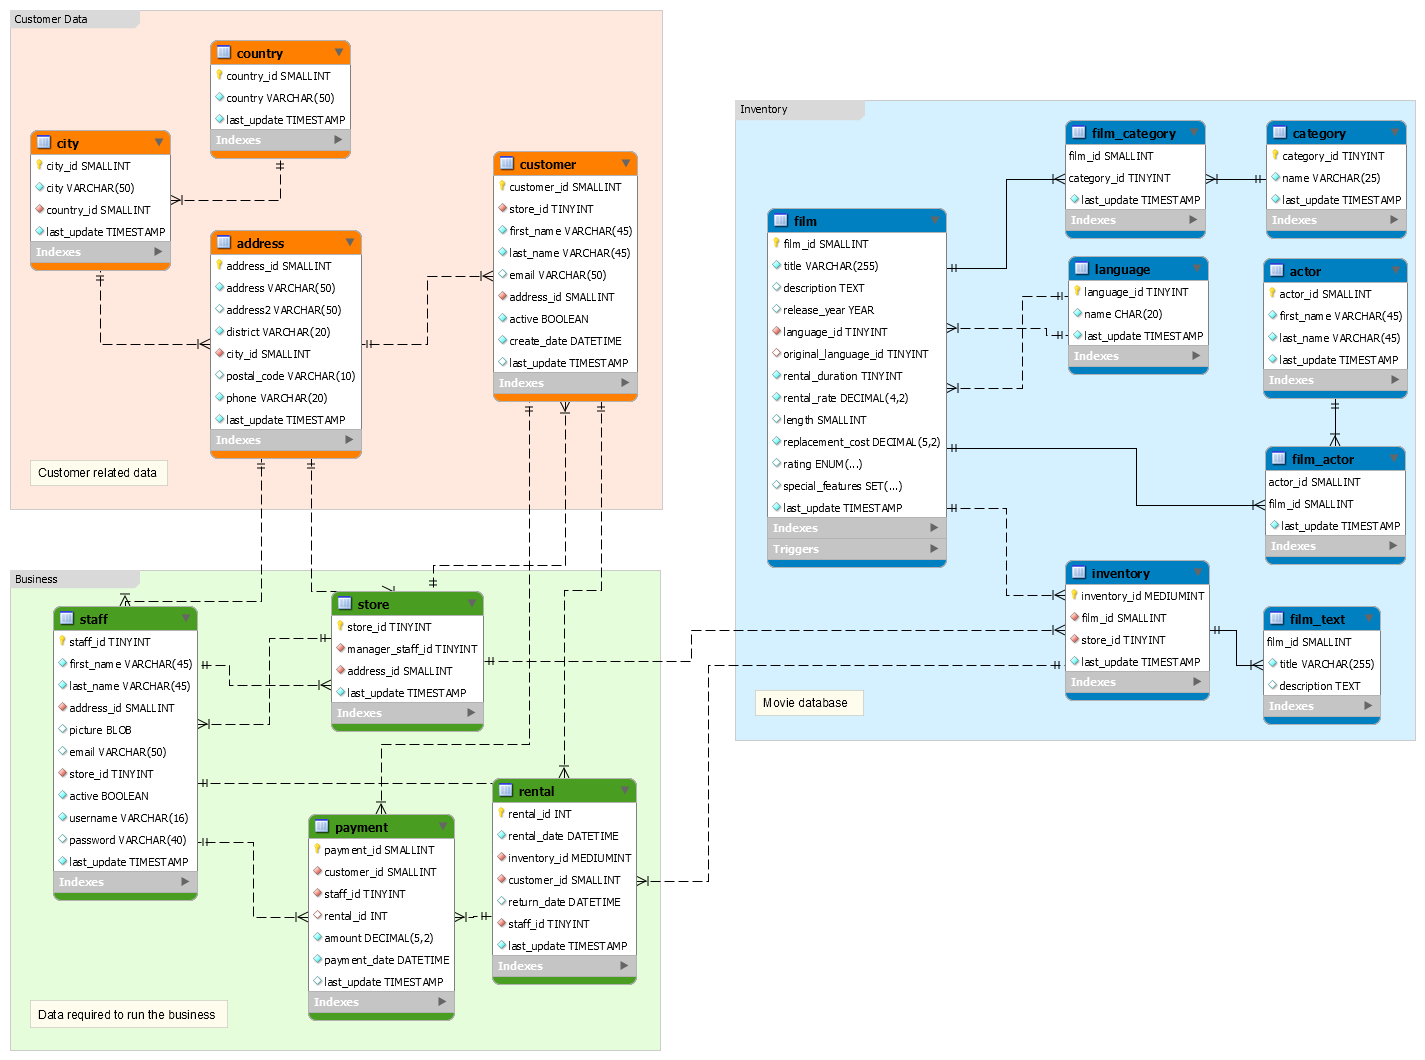 Customer Data
country
country_id SMALLINT
country VARCHAR(50)
last_update TIMESTAMP
Indexes
city
city_id SMALLINT
city VARCHAR(50)
country_id SMALLINT
last_update TIMESTAMP
Indexes
customer
customer_id SMALLINT
store_id TINYINT
first_name VARCHAR(45)
last_name VARCHAR(45)
email VARCHAR(50)
address_id SMALLINT
active BOOLEAN
create_date DATETIME
last_update TIMESTAMP
Indexes
address
address_id SMALLINT
address VARCHAR(50)
address2 VARCHAR(50)
district VARCHAR(20)
city_id SMALLINT
postal_code VARCHAR(10)
phone VARCHAR(20)
last_update TIMESTAMP
Indexes
Customer related data
Inventory
film_category
film_id SMALLINT
category_id TINYINT
last_update TIMESTAMP
Indexes
category
category_id TINYINT
name VARCHAR(25)
last_update TIMESTAMP
Indexes
film
film_id SMALLINT
title VARCHAR(255)
description TEXT
release_year YEAR
language_id TINYINT
original_language_id TINYINT
rental_duration TINYINT
rental_rate DECIMAL(4,2)
length SMALLINT
replacement_cost DECIMAL(5,2)
rating ENUM(...)
special_features SET(...)
last_update TIMESTAMP
Indexes
Triggers
language
language_id TINYINT
name CHAR(20)
last_update TIMESTAMP
Indexes
actor
actor_id SMALLINT
first_name VARCHAR(45)
last_name VARCHAR(45)
last_update TIMESTAMP
Indexes
film_actor
actor_id SMALLINT
film_id SMALLINT
last_update TIMESTAMP
Indexes
inventory
inventory_id MEDIUMINT
film_id SMALLINT
store_id TINYINT
last_update TIMESTAMP
Indexes
film_text
film_id SMALLINT
title VARCHAR(255)
description TEXT
Indexes
Movie database
Business
staff
staff_id TINYINT
first_name VARCHAR(45)
last_name VARCHAR(45)
address_id SMALLINT
picture BLOB
email VARCHAR(50)
store_id TINYINT
active BOOLEAN
username VARCHAR(16)
password VARCHAR(40)
last_update TIMESTAMP
Indexes
store
store_id TINYINT
manager_staff_id TINYINT
address_id SMALLINT
last_update TIMESTAMP
Indexes
payment
payment_id SMALLINT
customer_id SMALLINT
staff_id TINYINT
rental_id INT
amount DECIMAL(5,2)
payment_date DATETIME
last_update TIMESTAMP
Indexes
rental
rental_id INT
rental_date DATETIME
inventory_id MEDIUMINT
customer_id SMALLINT
return_date DATETIME
staff_id TINYINT
last_update TIMESTAMP
Indexes
Data required to run the business